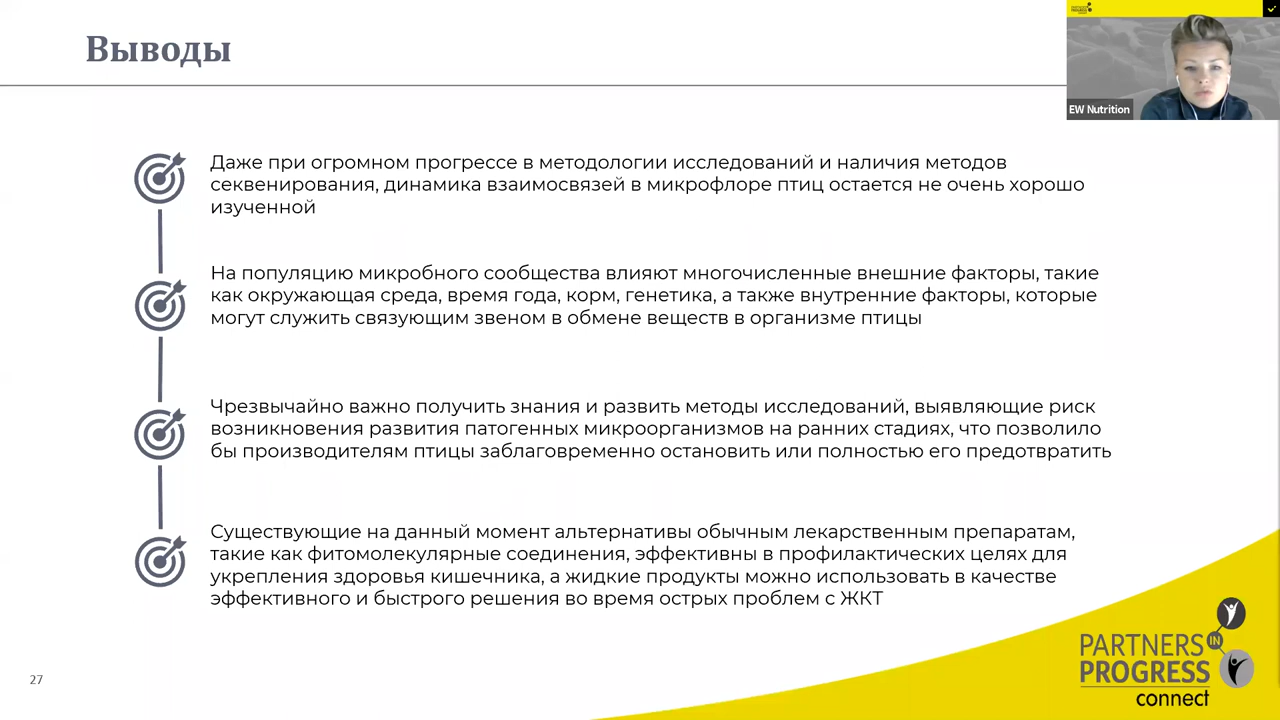 Выводы
EW Nutrition
Даже при огромном прогрессе в методологии исследований и наличия методов
секвенирования, динамика взаимосвязей в микрофлоре птиц остается не очень хорошо
изученной
На популяцию микробного сообщества влияют многочисленные внешние факторы, такие
как окружающая среда, время года, корм, генетика, а также внутренние факторы, которые
могут служить связующим звеном в обмене веществ в организме птицы
Чрезвычайно важно получить знания и развить методы исследований, выявляющие риск
возникновения развития патогенных микроорганизмов на ранних стадиях, что позволило
бы производителям птицы заблаговременно остановить или полностью его предотвратить
Существующие на данный момент альтернативы обычным лекарственным препаратам,
такие как фитомолекулярные соединения, эффективны в профилактических целях для
укрепления здоровья кишечника, а жидкие продукты можно использовать в качестве
эффективного и быстрого решения во время острых проблем с ЖКТ
27
PARTNERS IN
PROGRESS
connect